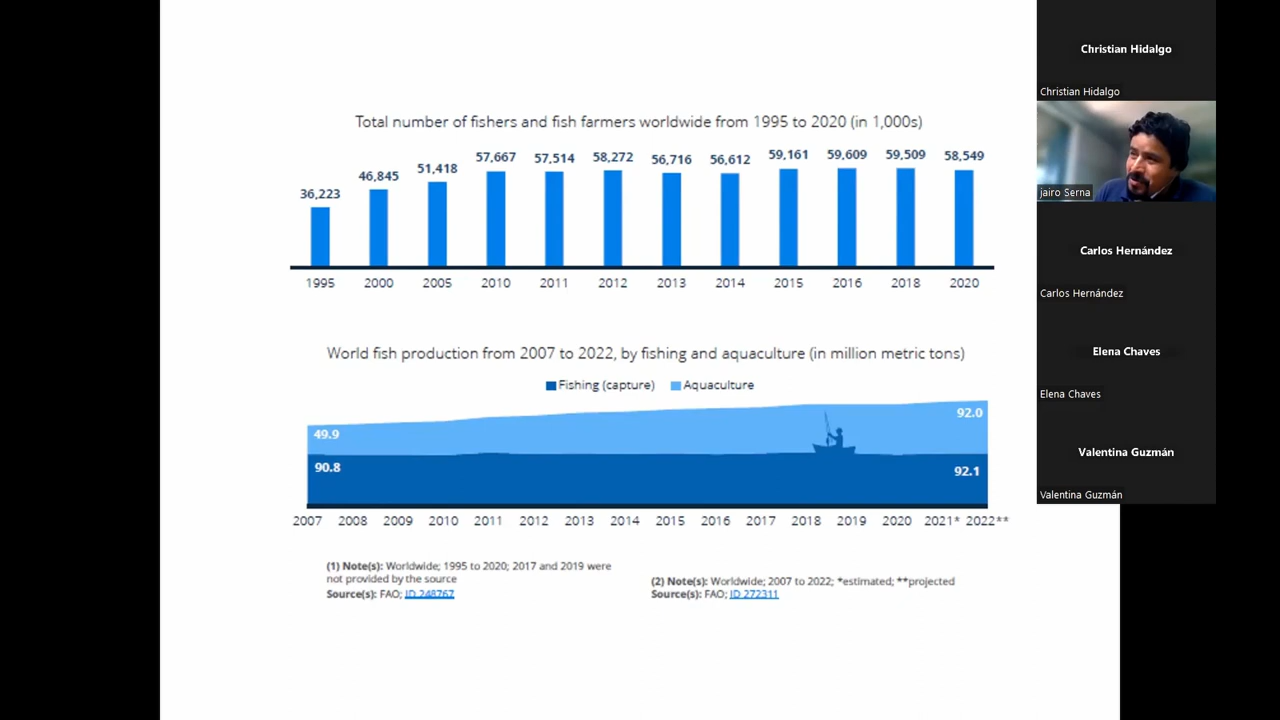 Total number of fishers and fish farmers worldwide from 1995 to 2020 (in 1,000s)
36,223 46,845 51,418 57,667 57,514 58,272 56,716 56,612 59,161 59,609 59,509 58,549
1995 2000 2005 2010 2011 2012 2013 2014 2015 2016 2018 2020
World fish production from 2007 to 2022, by fishing and aquaculture (in million metric tons)
Fishing (capture) Aquaculture
49.9 92.0
90.8 92.1
2007 2008 2009 2010 2011 2012 2013 2014 2015 2016 2017 2018 2019 2020 2021* 2022**
(1) Note(s): Worldwide; 1995 to 2020; 2017 and 2019 were
not provided by the source
Source(s): FAO; ID 248767
(2) Note(s): Worldwide; 2007 to 2022; *estimated; **projected
Source(s): FAO; ID 272311
Christian Hidalgo
Christian Hidalgo
jairo Serna
Carlos Hernández
Carlos Hernández
Elena Chaves
Elena Chaves
Valentina Guzmán
Valentina Guzmán